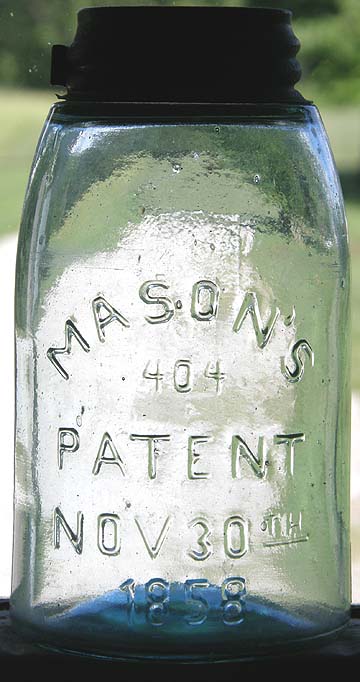 MASON'S
404
PATENT
NOV 30TH
1858